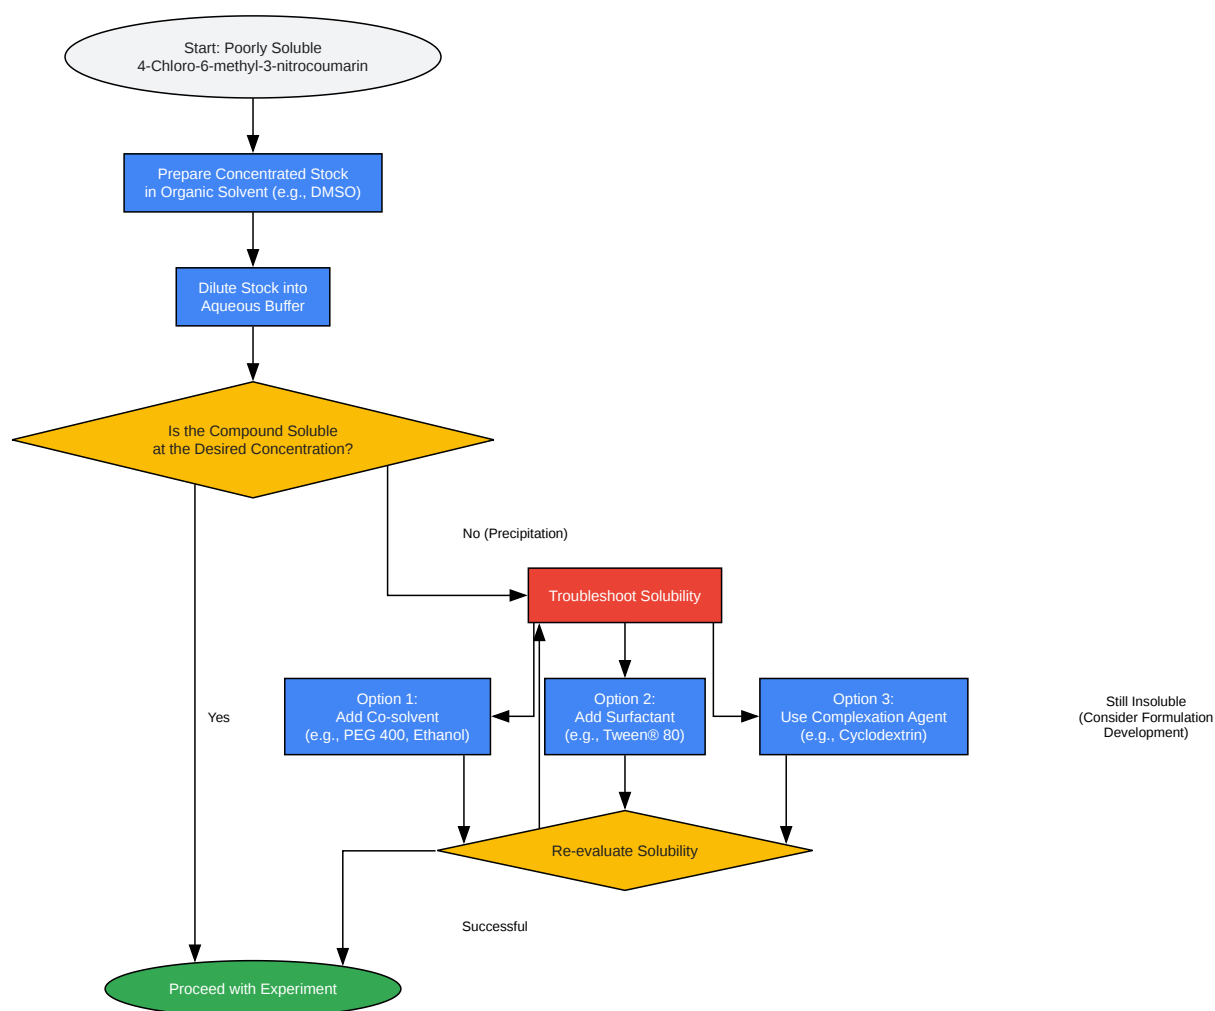 Start: Poorly Soluble
4-Chloro-6-methyl-3-nitrocoumarin
Prepare Concentrated Stock
in Organic Solvent (e.g., DMSO)
Dilute Stock into
Aqueous Buffer
Is the Compound Soluble
at the Desired Concentration?
No (Precipitation)
Troubleshoot Solubility
Yes
Option 1:
Add Co-solvent
(e.g., PEG 400, Ethanol)
Option 2:
Add Surfactant
(e.g., Tween® 80)
Option 3:
Use Complexation Agent
(e.g., Cyclodextrin)
Still Insoluble
(Consider Formulation
Development)
Re-evaluate Solubility
Successful
Proceed with Experiment